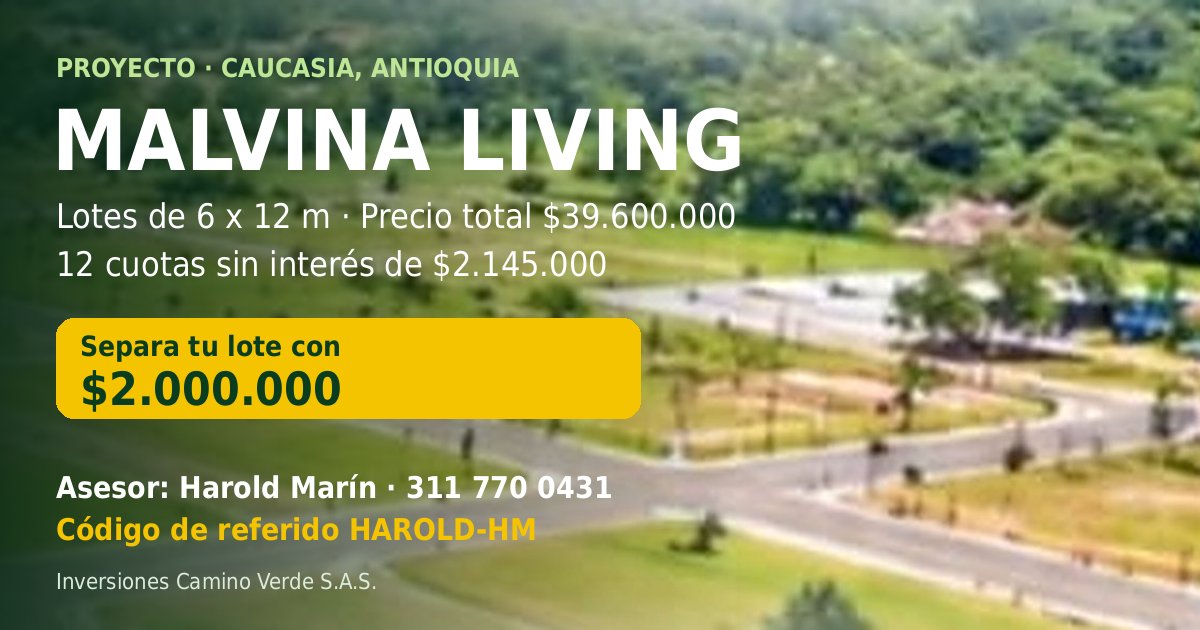 PROYECTO · CAUCASIA, ANTIOQUIA
MALVINA LIVING
Lotes de 6 x 12 m · Precio total $39.600.000
12 cuotas sin interés de $2.145.000
Separa tu lote con
$2.000.000
Asesor: Harold Marín · 311 770 0431
Código de referido HAROLD-HM
Inversiones Camino Verde S.A.S.